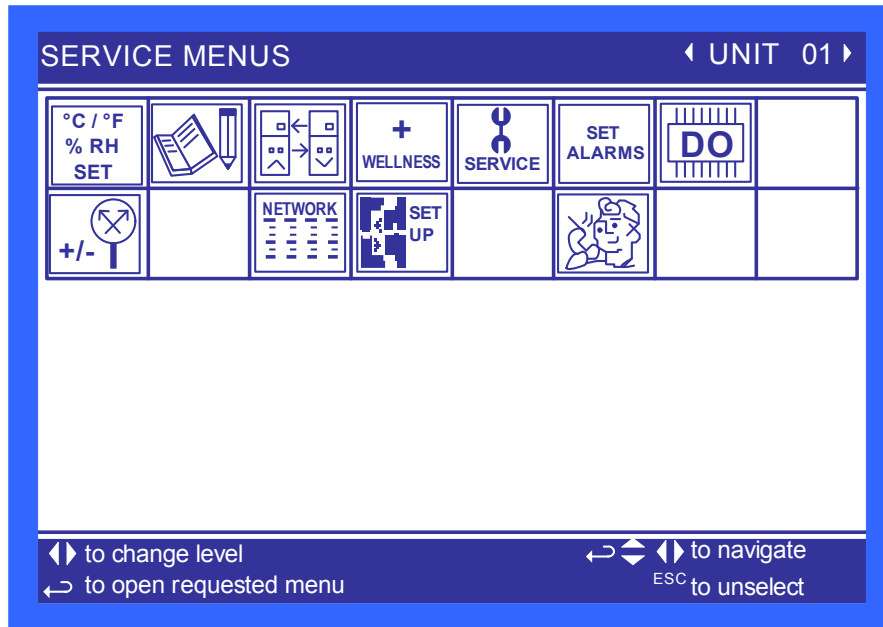 SERVICE MENUS
UNIT 01
°C / °F
% RH
SET
+
WELLNESS
SERVICE
SET
ALARMS
DO
+/-
NETWORK
SET
UP
to change level
to navigate
to open requested menu
ESC to unselect